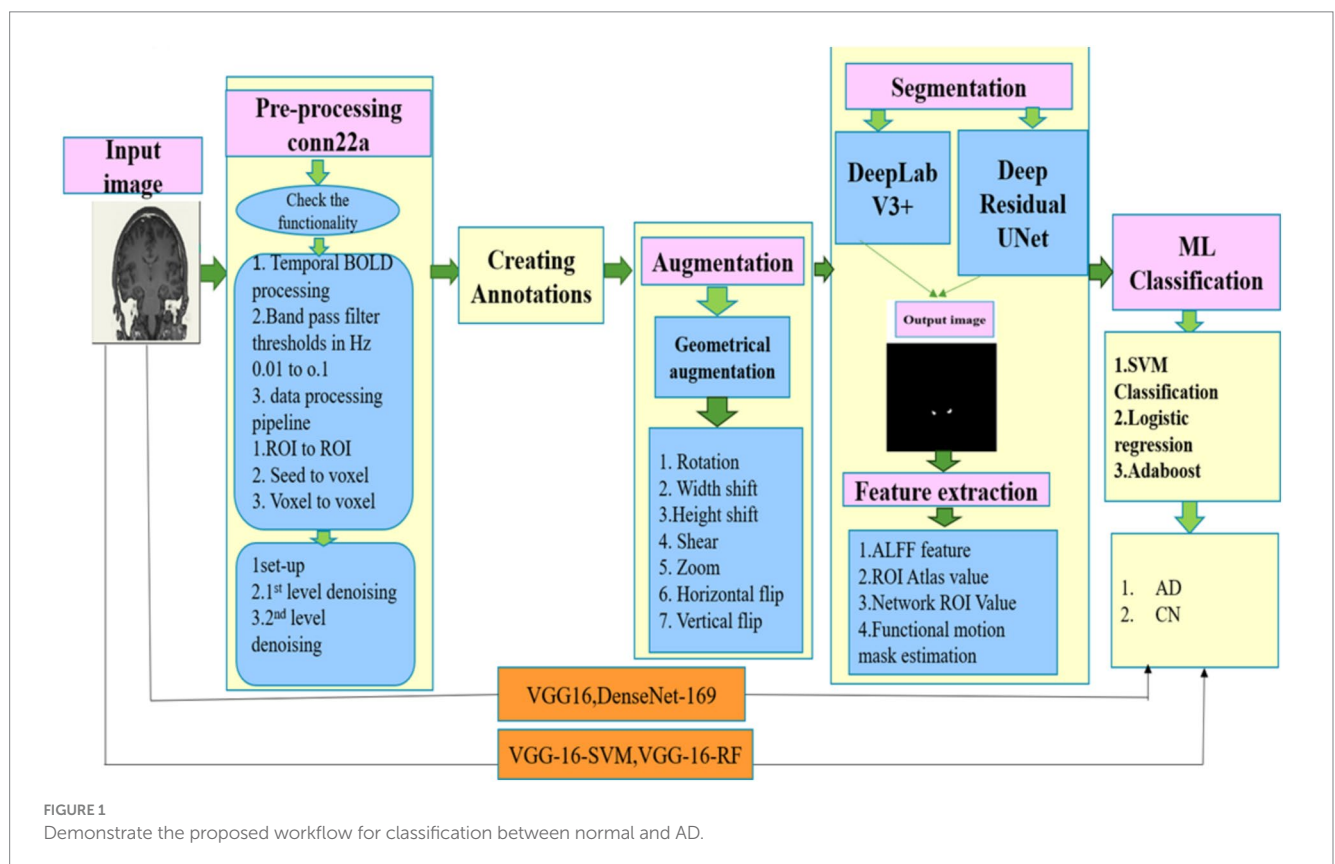 Input
image
Pre-processing
conn22a
Check the
functionality
1. Temporal BOLD
processing
2.Band pass filter
thresholds in Hz
0.01 to o.1
3. data processing
pipeline
1.ROI to ROI
2. Seed to voxel
3. Voxel to voxel
1set-up
2.1st level denoising
3.2nd level
denoising
Creating
Annotations
Augmentation
Geometrical
augmentation
1. Rotation
2. Width shift
3.Height shift
4. Shear
5. Zoom
6. Horizontal flip
7. Vertical flip
Segmentation
DeepLab
V3+
Deep
Residual
UNet
Output image
Feature extraction
1.ALFF feature
2.ROI Atlas value
3.Network ROI Value
4.Functional motion
mask estimation
ML
Classification
1.SVM
Classification
2.Logistic
regression
3.Adaboost
1. AD
2. CN
VGG16,DenseNet-169
VGG-16-SVM,VGG-16-RF
FIGURE 1
Demonstrate the proposed workflow for classification between normal and AD.